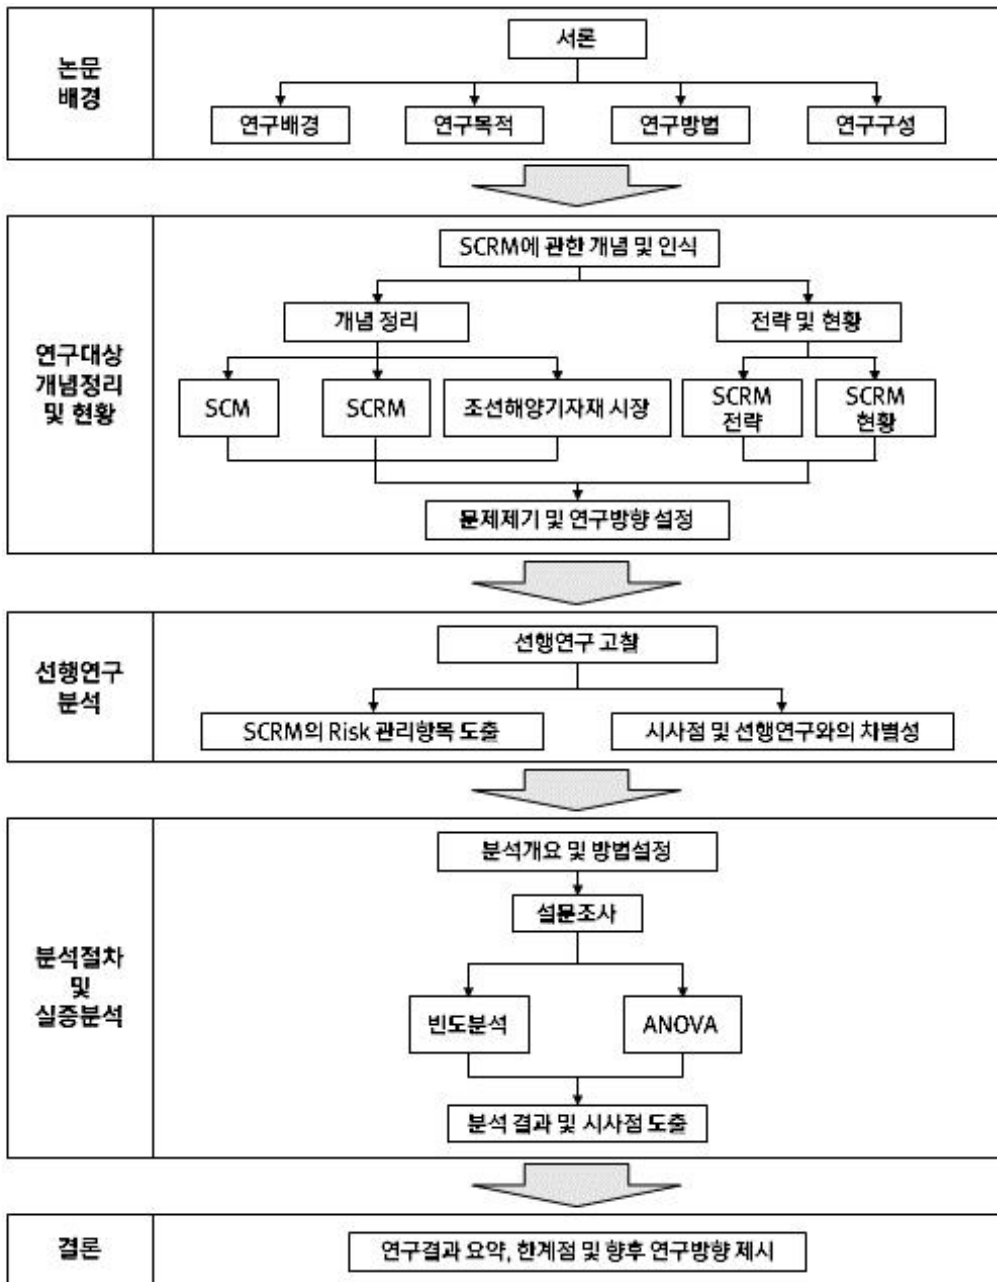 논문
배경
서론
연구배경
연구목적
연구방법
연구구성
연구대상
개념정리
및 현황
SCRM에 관한 개념 및 인식
개념 정리
전략 및 현황
SCM
SCRM
조선해양기자재 시장
SCRM
전략
SCRM
현황
문제제기 및 연구방향 설정
선행연구
분석
선행연구 고찰
SCRM의 Risk 관리항목 도출
시사점 및 선행연구와의 차별성
분석절차
및
실증분석
분석개요 및 방법설정
설문조사
빈도분석
ANOVA
분석 결과 및 시사점 도출
결론
연구결과 요약, 한계점 및 향후 연구방향 제시